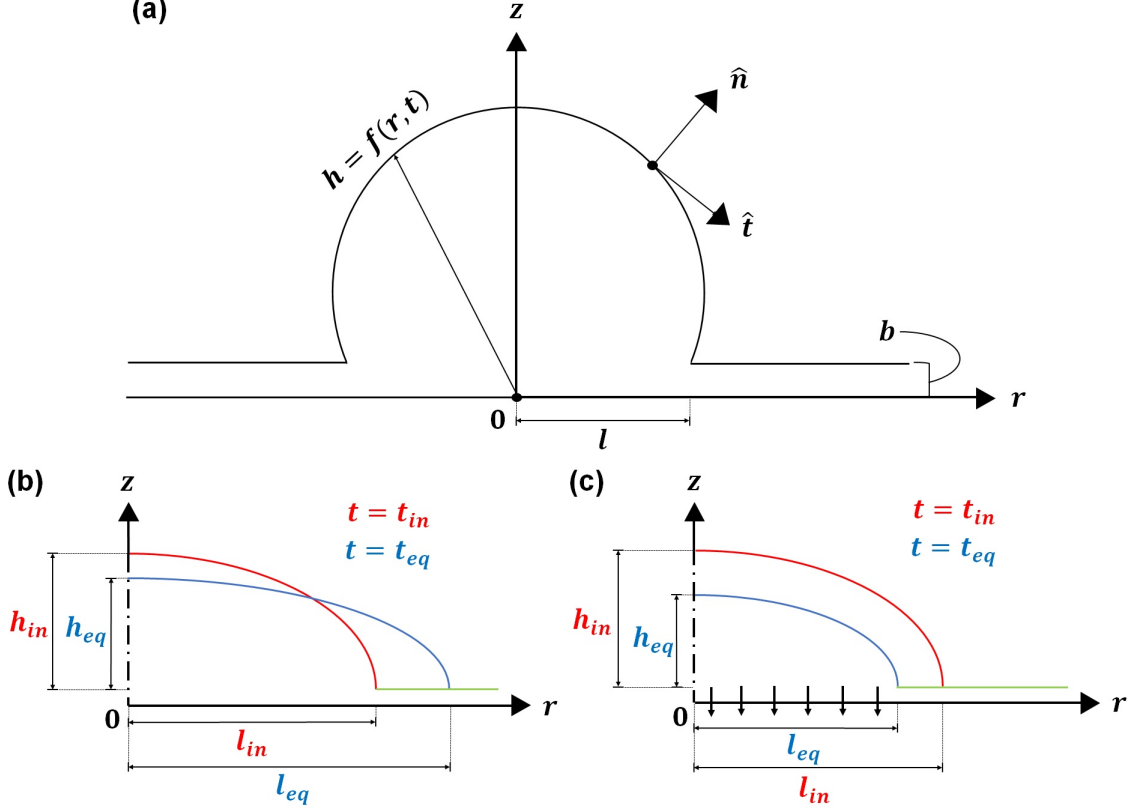 (a)
z
n̂
h = f(r, t)
t̂
b
0
r
l
(b)
z
t = t_in
t = t_eq
h_in
h_eq
0
r
l_in
l_eq
(c)
z
t = t_in
t = t_eq
h_in
h_eq
0
r
l_eq
l_in